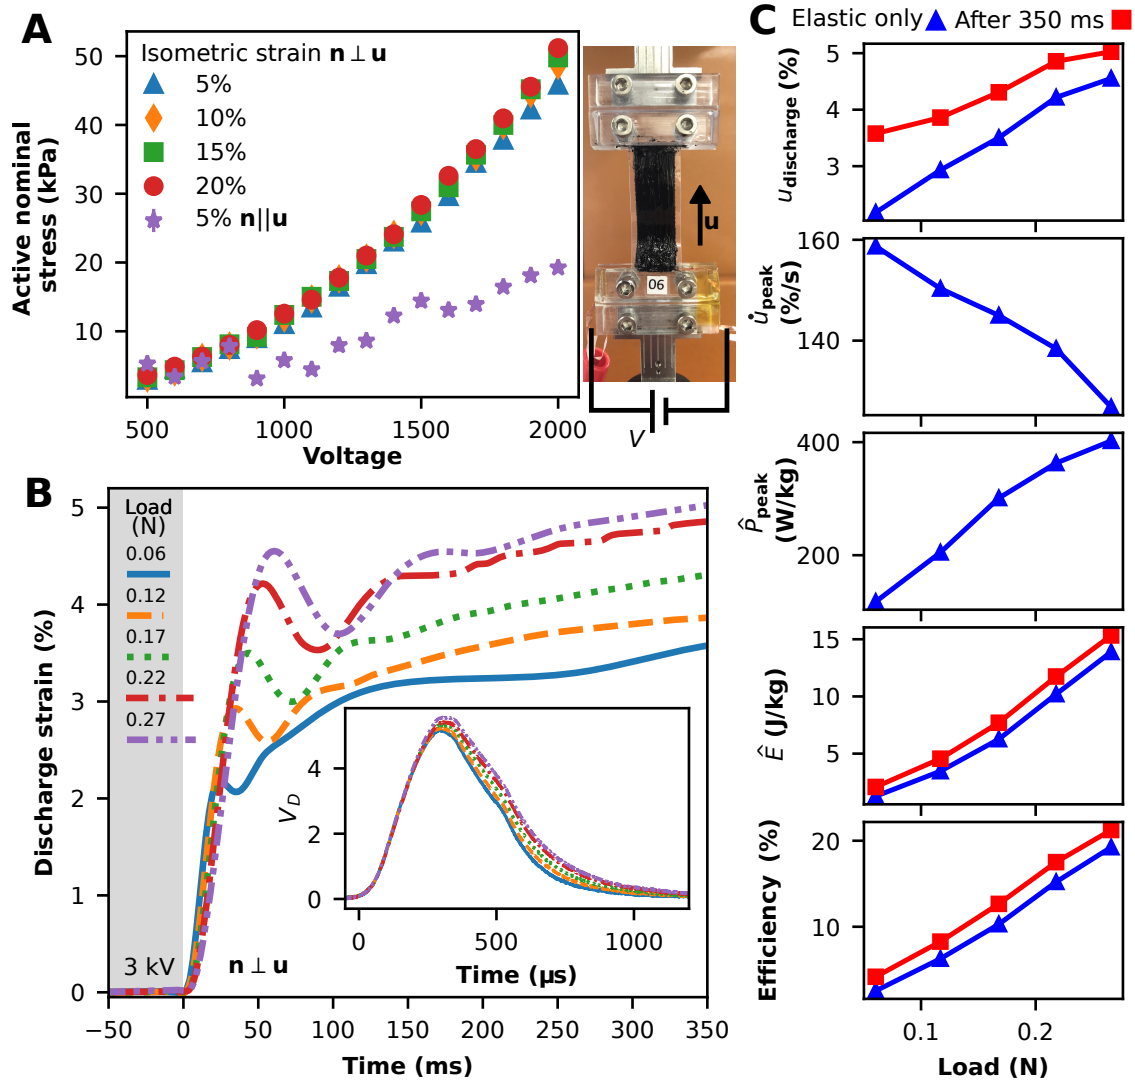 A
Isometric strain n ⊥ u
5%
10%
15%
20%
5% n||u
50
40
30
20
10
Active nominal
stress (kPa)
500
1000
1500
2000
Voltage
06
u
V
B
Load
(N)
0.06
0.12
0.17
0.22
0.27
5
4
3
2
1
0
Discharge strain (%)
3 kV
n ⊥ u
−50
0
50
100
150
200
250
300
350
Time (ms)
4
2
0
V_D
0
500
1000
Time (µs)
C
Elastic only
After 350 ms
5
4
3
u_discharge (%)
160
140
u̇_peak
(%/s)
400
200
P̂_peak
(W/kg)
15
10
5
Ê (J/kg)
20
10
Efficiency (%)
0.1
0.2
Load (N)